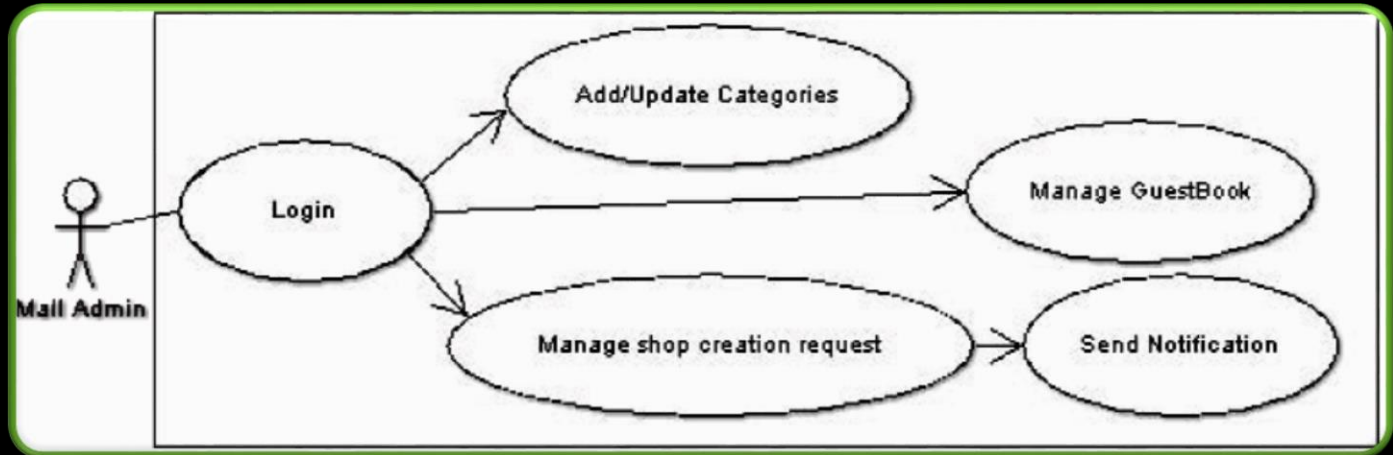 Add/Update Categories
Manage GuestBook
Login
Mall Admin
Manage shop creation request
Send Notification